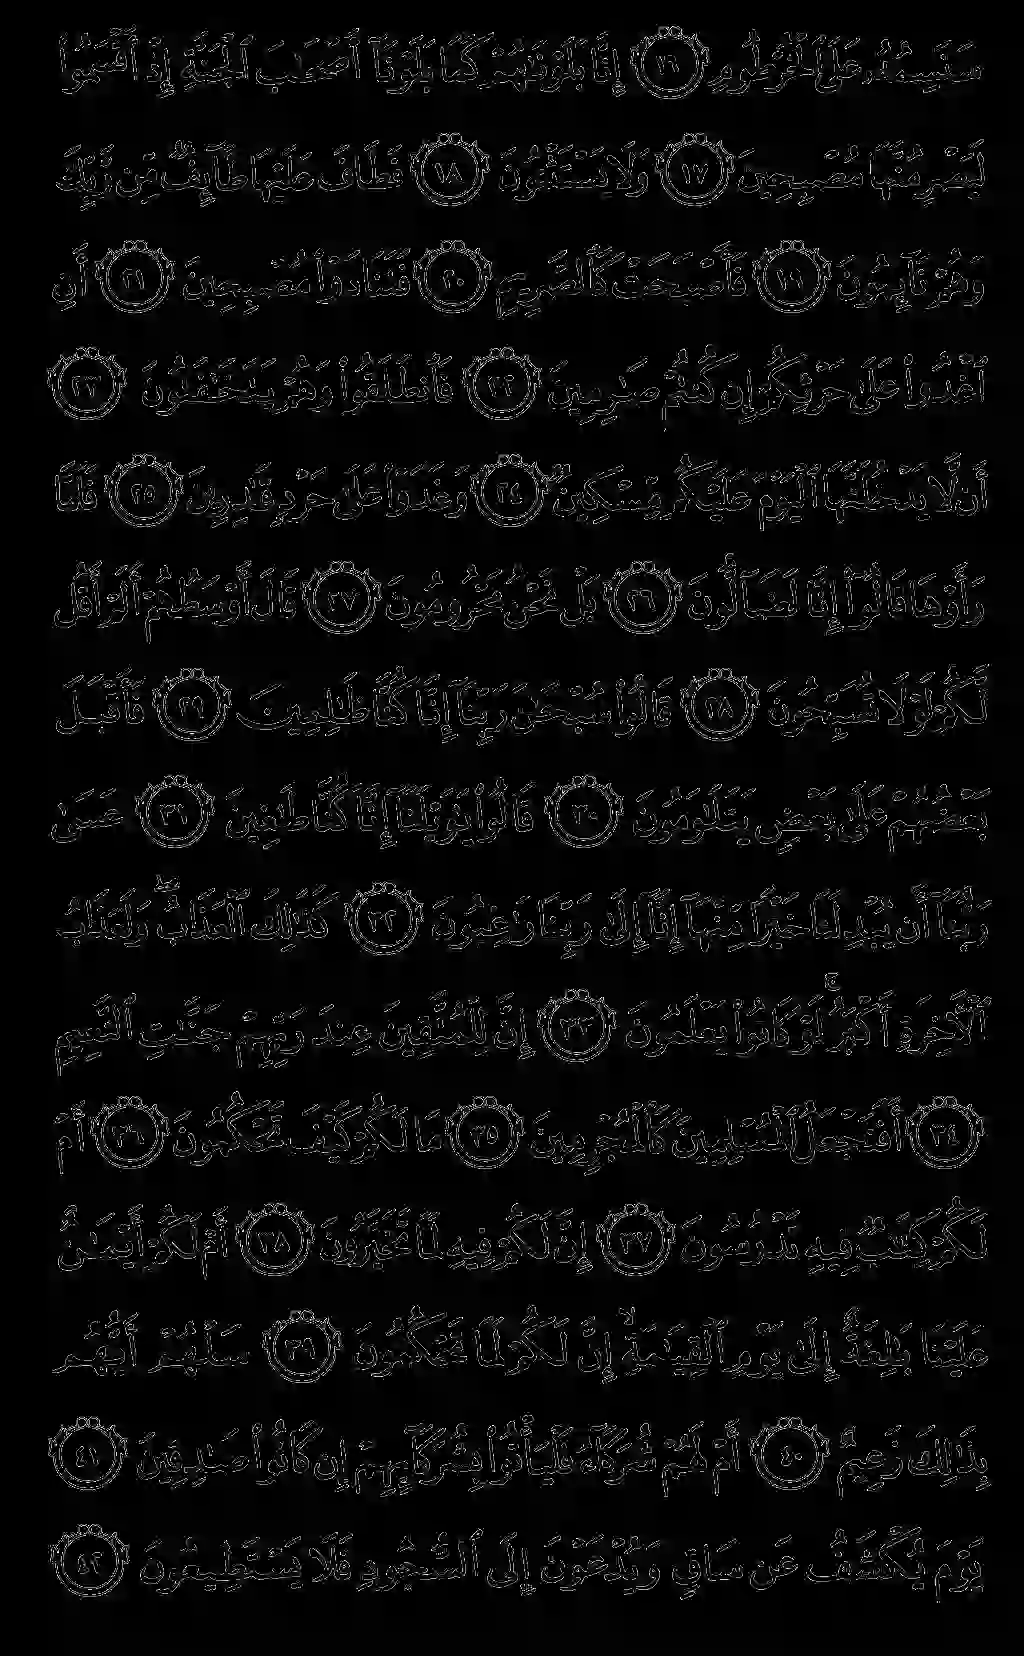 سَنَسِمُهُۥ عَلَى ٱلْخُرْطُومِ ١٦ إِنَّا بَلَوْنَـٰهُمْ كَمَا بَلَوْنَآ أَصْحَـٰبَ ٱلْجَنَّةِ إِذْ أَقْسَمُوا۟
لَيَصْرِمُنَّهَا مُصْبِحِينَ ١٧ وَلَا يَسْتَثْنُونَ ١٨ فَطَافَ عَلَيْهَا طَآئِفٌ مِّن رَّبِّكَ
وَهُمْ نَآئِمُونَ ١٩ فَأَصْبَحَتْ كَٱلصَّرِيمِ ٢٠ فَتَنَادَوْا۟ مُصْبِحِينَ ٢١ أَنِ
ٱغْدُوا۟ عَلَىٰ حَرْثِكُمْ إِن كُنتُمْ صَـٰرِمِينَ ٢٢ فَٱنطَلَقُوا۟ وَهُمْ يَتَخَـٰفَتُونَ ٢٣
أَن لَّا يَدْخُلَنَّهَا ٱلْيَوْمَ عَلَيْكُم مِّسْكِينٌ ٢٤ وَغَدَوْا۟ عَلَىٰ حَرْدٍ قَـٰدِرِينَ ٢٥ فَلَمَّا
رَأَوْهَا قَالُوٓا۟ إِنَّا لَضَآلُّونَ ٢٦ بَلْ نَحْنُ مَحْرُومُونَ ٢٧ قَالَ أَوْسَطُهُمْ أَلَمْ أَقُل
لَّكُمْ لَوْلَا تُسَبِّحُونَ ٢٨ قَالُوا۟ سُبْحَـٰنَ رَبِّنَآ إِنَّا كُنَّا ظَـٰلِمِينَ ٢٩ فَأَقْبَلَ
بَعْضُهُمْ عَلَىٰ بَعْضٍ يَتَلَـٰوَمُونَ ٣٠ قَالُوا۟ يَـٰوَيْلَنَآ إِنَّا كُنَّا طَـٰغِينَ ٣١ عَسَىٰ
رَبُّنَآ أَن يُبْدِلَنَا خَيْرًا مِّنْهَآ إِنَّآ إِلَىٰ رَبِّنَا رَٰغِبُونَ ٣٢ كَذَٰلِكَ ٱلْعَذَابُ ۖ وَلَعَذَابُ
ٱلْـَٔاخِرَةِ أَكْبَرُ ۚ لَوْ كَانُوا۟ يَعْلَمُونَ ٣٣ إِنَّ لِلْمُتَّقِينَ عِندَ رَبِّهِمْ جَنَّـٰتِ ٱلنَّعِيمِ
٣٤ أَفَنَجْعَلُ ٱلْمُسْلِمِينَ كَٱلْمُجْرِمِينَ ٣٥ مَا لَكُمْ كَيْفَ تَحْكُمُونَ ٣٦ أَمْ
لَكُمْ كِتَـٰبٌ فِيهِ تَدْرُسُونَ ٣٧ إِنَّ لَكُمْ فِيهِ لَمَا تَخَيَّرُونَ ٣٨ أَمْ لَكُمْ أَيْمَـٰنٌ
عَلَيْنَا بَـٰلِغَةٌ إِلَىٰ يَوْمِ ٱلْقِيَـٰمَةِ ۙ إِنَّ لَكُمْ لَمَا تَحْكُمُونَ ٣٩ سَلْهُمْ أَيُّهُم
بِذَٰلِكَ زَعِيمٌ ٤٠ أَمْ لَهُمْ شُرَكَآءُ فَلْيَأْتُوا۟ بِشُرَكَآئِهِمْ إِن كَانُوا۟ صَـٰدِقِينَ ٤١
يَوْمَ يُكْشَفُ عَن سَاقٍ وَيُدْعَوْنَ إِلَى ٱلسُّجُودِ فَلَا يَسْتَطِيعُونَ ٤٢